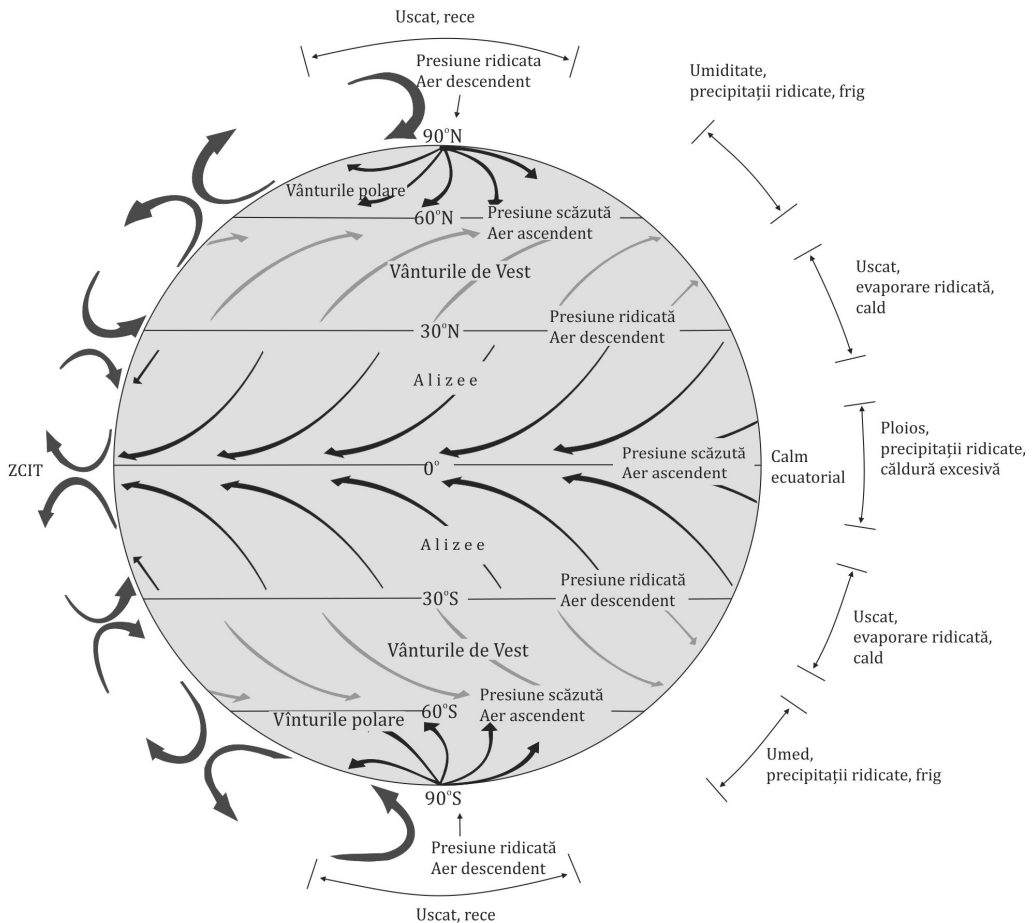 Uscat, rece
Presiune ridicata
Aer descendent
Umiditate,
precipitații ridicate, frig
90°N
Vânturile polare
60°N
Presiune scăzută
Aer ascendent
Vânturile de Vest
Uscat,
evaporare ridicată,
cald
Presiune ridicată
30°N
Aer descendent
Alizee
Ploios,
precipitații ridicate,
căldură excesivă
ZCIT
0°
Presiune scăzută
Aer ascendent
Calm
ecuatorial
Alizee
Presiune ridicată
30°S
Aer descendent
Uscat,
evaporare ridicată,
cald
Vânturile de Vest
Presiune scăzută
60°S
Aer ascendent
Vînturile polare
Umed,
precipitații ridicate, frig
90°S
Presiune ridicată
Aer descendent
Uscat, rece